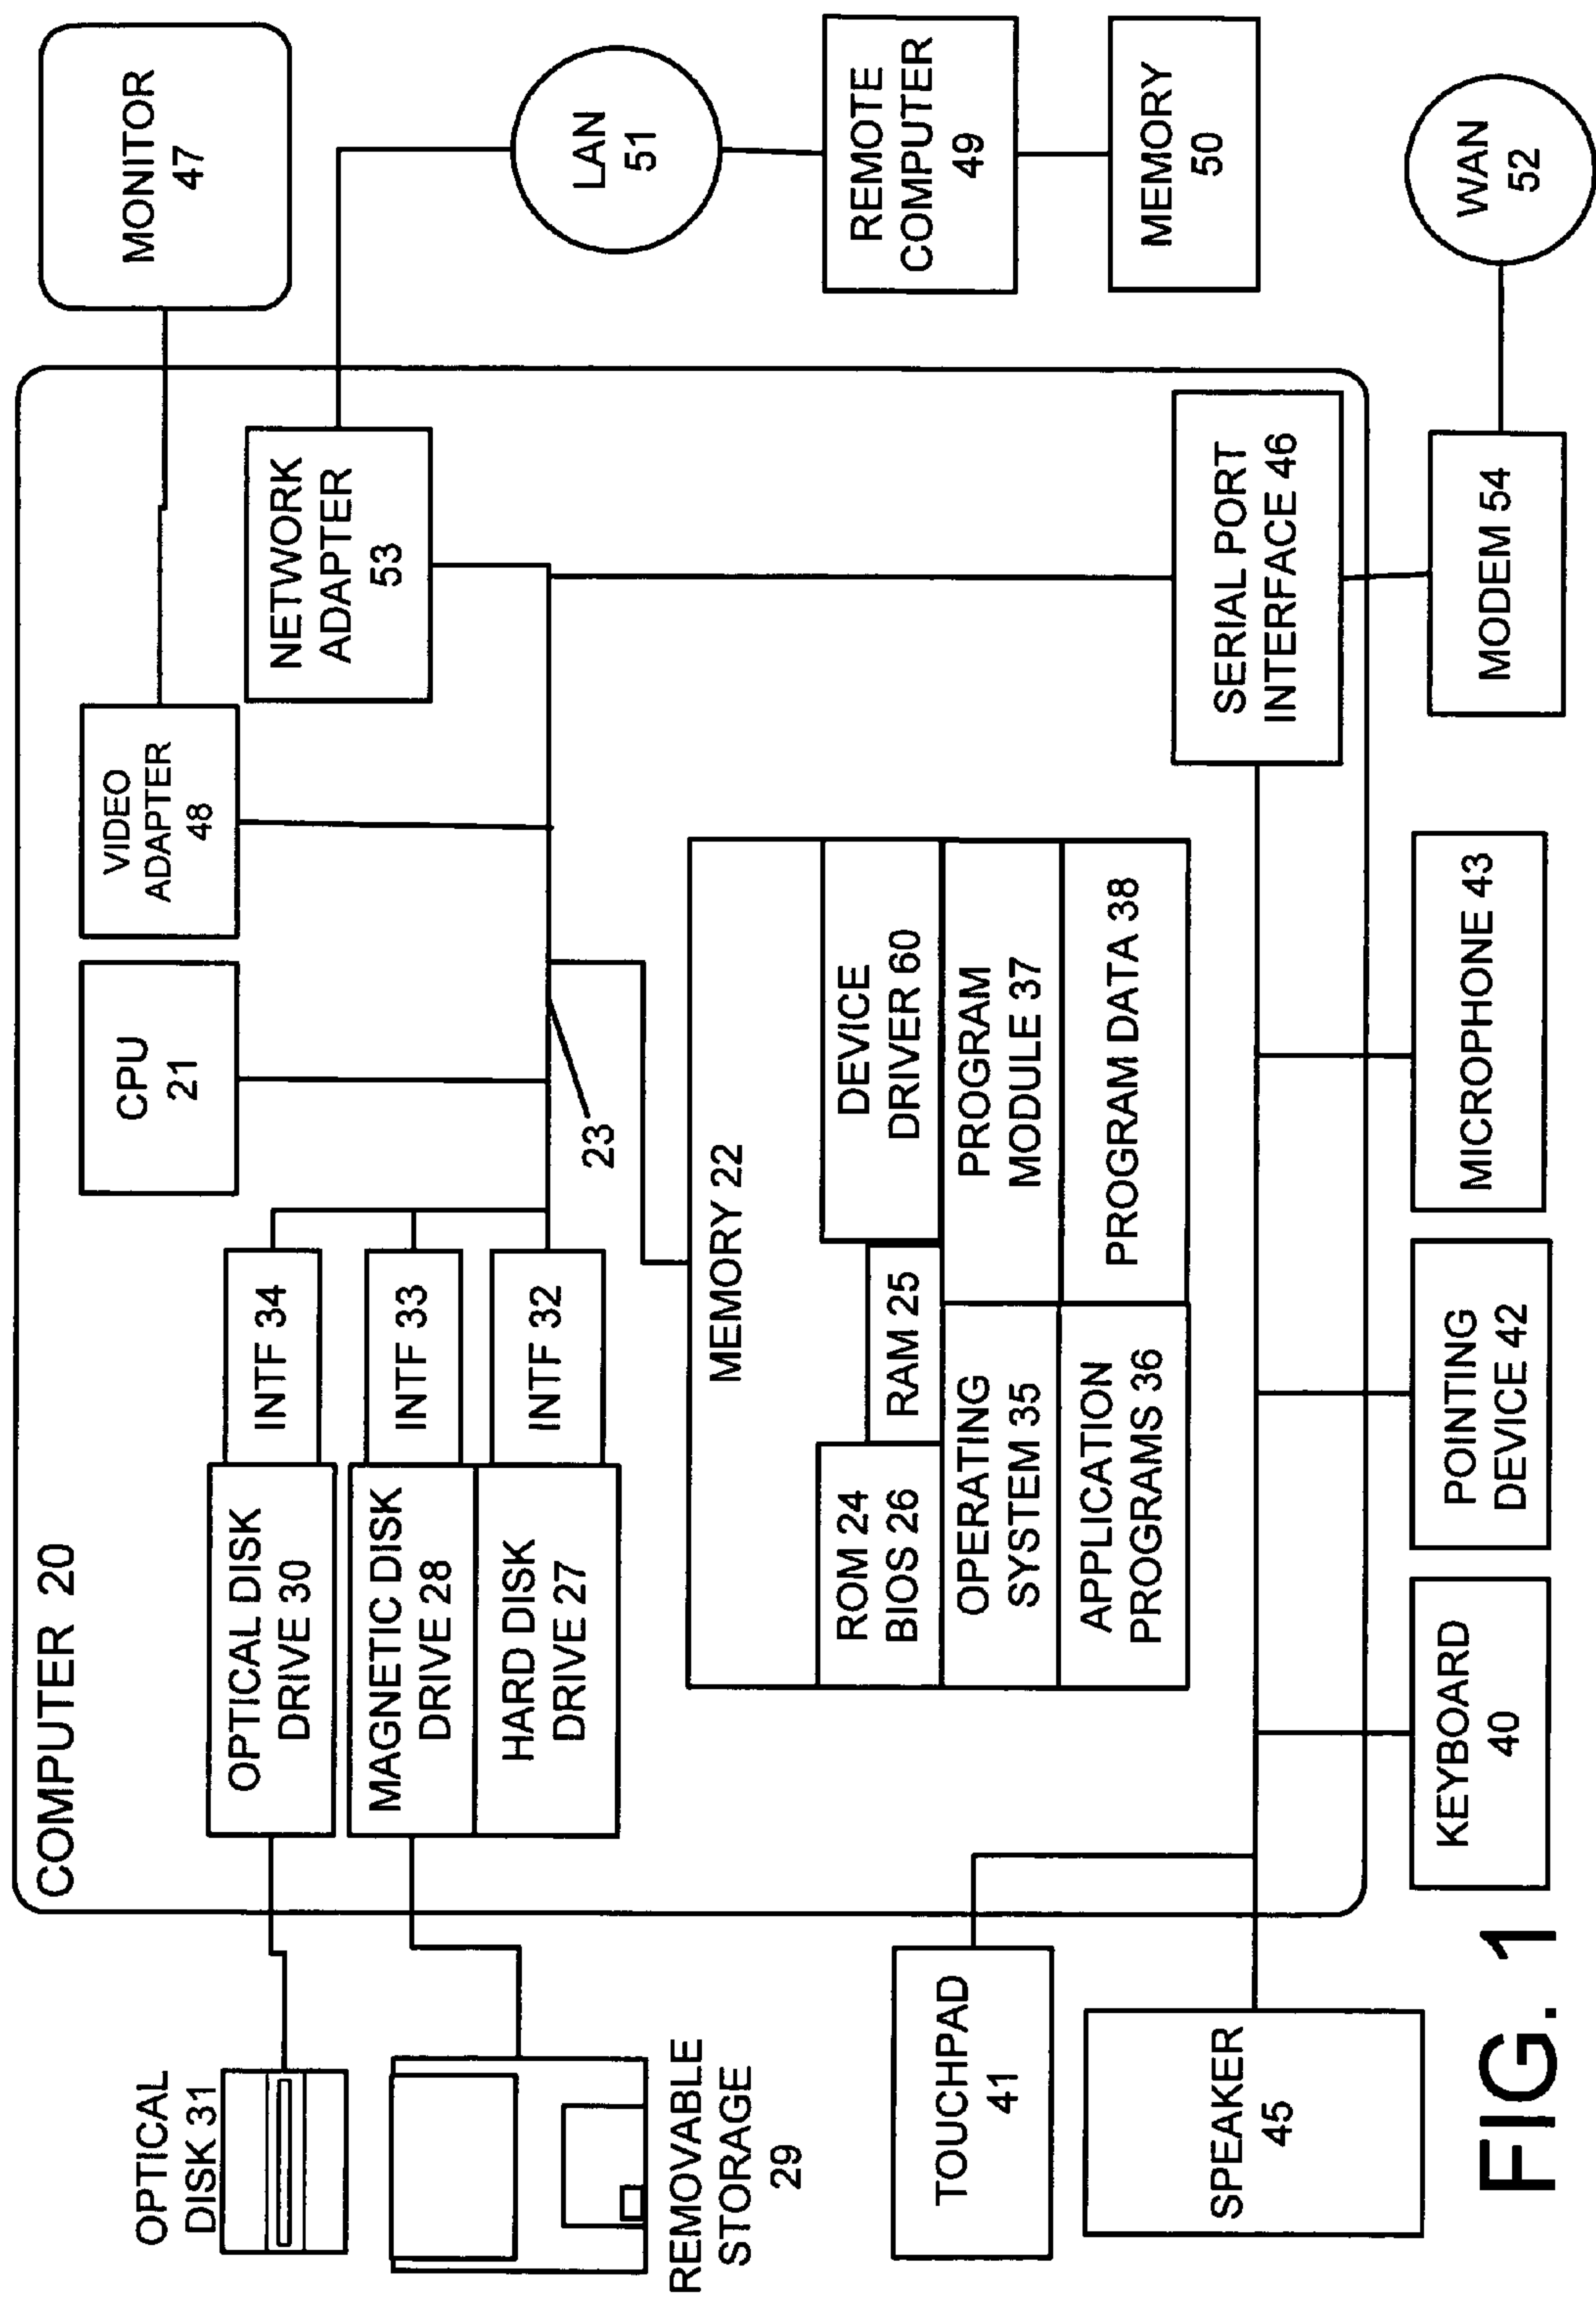 COMPUTER 20
OPTICAL
DISK 31
OPTICAL DISK
DRIVE 30
INTF 34
CPU
21
VIDEO
ADAPTER
48
MONITOR
47
REMOVABLE
STORAGE
29
MAGNETIC DISK
DRIVE 28
INTF 33
HARD DISK
DRIVE 27
INTF 32
23
NETWORK
ADAPTER
53
LAN
51
MEMORY 22
ROM 24
BIOS 26
RAM 25
DEVICE
DRIVER 60
OPERATING
SYSTEM 35
PROGRAM
MODULE 37
APPLICATION
PROGRAMS 36
PROGRAM DATA 38
REMOTE
COMPUTER
49
MEMORY
50
TOUCHPAD
41
SPEAKER
45
SERIAL PORT
INTERFACE 46
KEYBOARD
40
POINTING
DEVICE 42
MICROPHONE 43
MODEM 54
WAN
52
FIG. 1